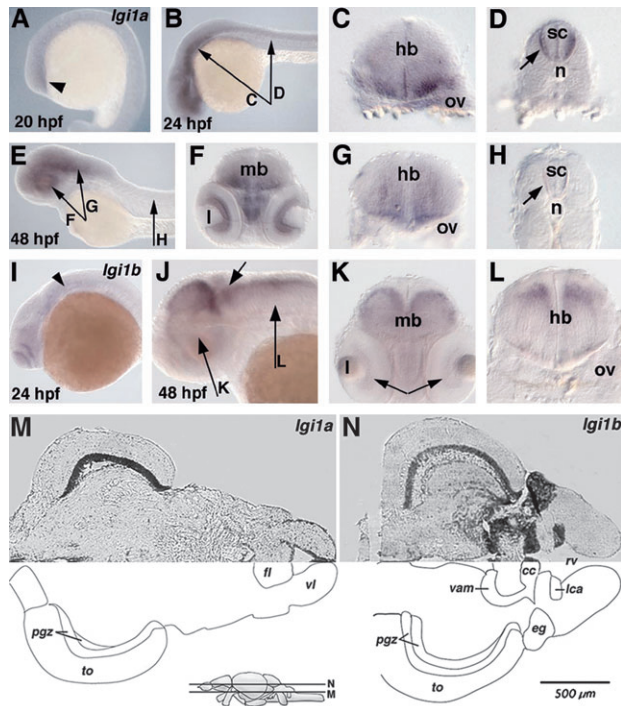 A lgi1a
20 hpf
B
C
D
24 hpf
C
hb
ov
D
sc
n
E
F
G
H
48 hpf
F
mb
l
G
hb
ov
H
sc
n
I lgi1b
24 hpf
J
K
L
48 hpf
K
mb
l
L
hb
ov
M lgi1a
fl
vl
pgz
to
N
M
N lgi1b
cc
rv
vam
lca
pgz
eg
to
500 µm